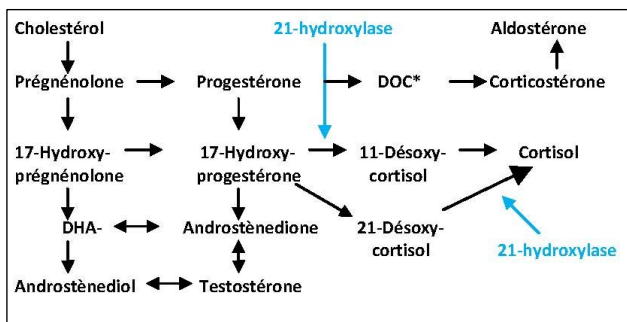 Cholestérol 21-hydroxylase Aldostérone
Prégnénolone Progestérone DOC* Corticostérone
17-Hydroxy- 17-Hydroxy- 11-Désoxy- Cortisol
prégnénolone progestérone cortisol
DHA- Androstènedione 21-Désoxy-
cortisol 21-hydroxylase
Androstènediol Testostérone